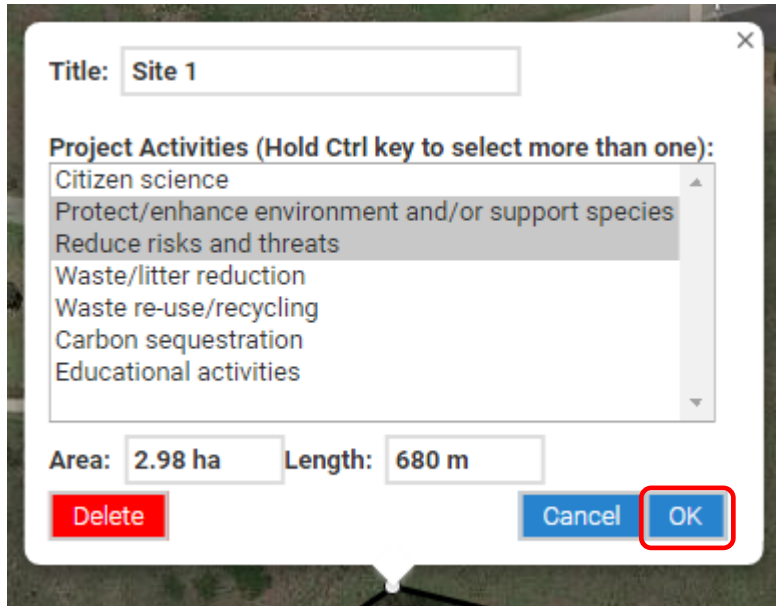 Title: Site 1
Project Activities (Hold Ctrl key to select more than one):
Citizen science
Protect/enhance environment and/or support species
Reduce risks and threats
Waste/litter reduction
Waste re-use/recycling
Carbon sequestration
Educational activities
Area: 2.98 ha Length: 680 m
Delete Cancel OK